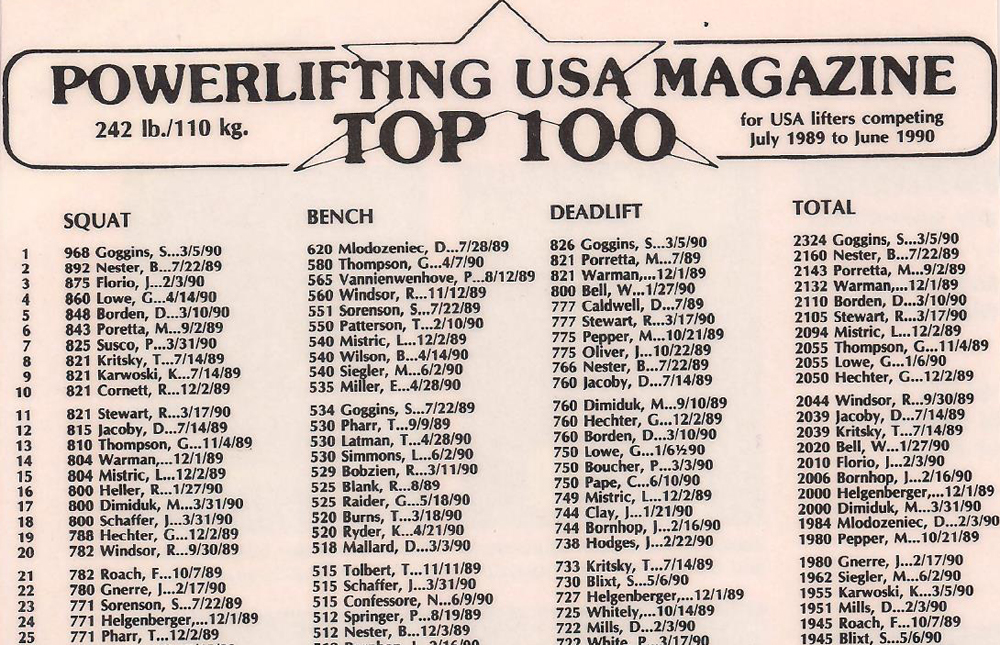 POWERLIFTING USA MAGAZINE
242 lb./110 kg.
TOP 100
for USA lifters competing
July 1989 to June 1990
SQUAT BENCH DEADLIFT TOTAL
1 968 Goggins, S...3/5/90 620 Mlodozeniec, D...7/28/89 826 Goggins, S...3/5/90 2324 Goggins, S...3/5/90
2 892 Nester, B...7/22/89 580 Thompson, G...4/7/90 821 Porretta, M...7/89 2160 Nester, B...7/22/89
3 875 Florio, J...2/3/90 565 Vannienwenhove, P...8/12/89 821 Warman,...12/1/89 2143 Porretta, M...9/2/89
4 860 Lowe, G...4/14/90 560 Windsor, R...11/12/89 800 Bell, W...1/27/90 2132 Warman,...12/1/89
5 848 Borden, D...3/10/90 551 Sorenson, S...7/22/89 777 Caldwell, D...7/89 2110 Borden, D...3/10/90
6 843 Poretta, M...9/2/89 550 Patterson, T...2/10/90 777 Stewart, R...3/17/90 2105 Stewart, R...3/17/90
7 825 Susco, P...3/31/90 540 Mistric, L...12/2/89 775 Pepper, M...10/21/89 2094 Mistric, L...12/2/89
8 821 Kritsky, T...7/14/89 540 Wilson, B...4/14/90 775 Oliver, J...10/22/89 2055 Thompson, G...11/4/89
9 821 Karwoski, K...7/14/89 540 Siegler, M...6/2/90 766 Nester, B...7/22/89 2055 Lowe, G...1/6/90
10 821 Cornett, R...12/2/89 535 Miller, E...4/28/90 760 Jacoby, D...7/14/89 2050 Hechter, G...12/2/89
11 821 Stewart, R...3/17/90 534 Goggins, S...7/22/89 760 Dimiduk, M...9/10/89 2044 Windsor, R...9/30/89
12 815 Jacoby, D...7/14/89 530 Pharr, T...9/9/89 760 Hechter, G...12/2/89 2039 Jacoby, D...7/14/89
13 810 Thompson, G...11/4/89 530 Latman, T...4/28/90 760 Borden, D...3/10/90 2039 Kritsky, T...7/14/89
14 804 Warman,...12/1/89 530 Simmons, L...6/2/90 750 Lowe, G...1/6½90 2020 Bell, W...1/27/90
15 804 Mistric, L...12/2/89 529 Bobzien, R...3/11/90 750 Boucher, P...3/3/90 2010 Florio, J...2/3/90
16 800 Heller, R...1/27/90 525 Blank, R...8/89 750 Pape, C...6/10/90 2006 Bornhop, J...2/16/90
17 800 Dimiduk, M...3/31/90 525 Raider, G...5/18/90 749 Mistric, L...12/2/89 2000 Helgenberger,...12/1/89
18 800 Schaffer, J...3/31/90 520 Burns, T...3/18/90 744 Clay, J...1/21/90 2000 Dimiduk, M...3/31/90
19 788 Hechter, G...12/2/89 520 Ryder, K...4/21/90 744 Bornhop, J...2/16/90 1984 Mlodozeniec, D...2/3/90
20 782 Windsor, R...9/30/89 518 Mallard, D...3/3/90 738 Hodges, J...2/22/90 1980 Pepper, M...10/21/89
21 782 Roach, F...10/7/89 515 Tolbert, T...11/11/89 733 Kritsky, T...7/14/89 1980 Gnerre, J...2/17/90
22 780 Gnerre, J...2/17/90 515 Schaffer, J...3/31/90 730 Blixt, S...5/6/90 1962 Siegler, M...6/2/90
23 771 Sorenson, S...7/22/89 515 Confessore, N...6/9/90 727 Helgenberger,...12/1/89 1955 Karwoski, K...3/5/90
24 771 Helgenberger,...12/1/89 512 Springer, P...8/19/89 725 Whitely,...10/14/89 1951 Mills, D...2/3/90
25 771 Pharr, T...12/2/89 512 Nester, B...12/3/89 722 Mills, D...2/3/90 1945 Roach, F...10/7/89
722 White, P...3/17/90 1945 Blixt, S...5/6/90